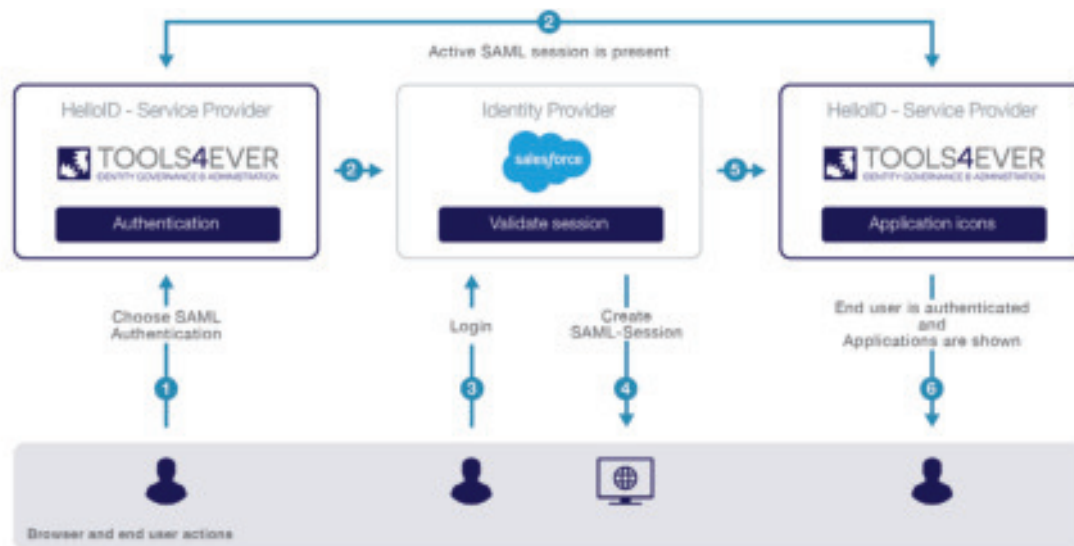 2
Active SAML session is present
HelloID - Service Provider
TOOLS4EVER
IDENTITY GOVERNANCE & ADMINISTRATION
Authentication
2
Identity Provider
salesforce
Validate session
5
HelloID - Service Provider
TOOLS4EVER
IDENTITY GOVERNANCE & ADMINISTRATION
Application icons
Choose SAML
Authentication
1
Login
3
Create
SAML-Session
4
End user is authenticated
and
Applications are shown
6
Browser and end user actions